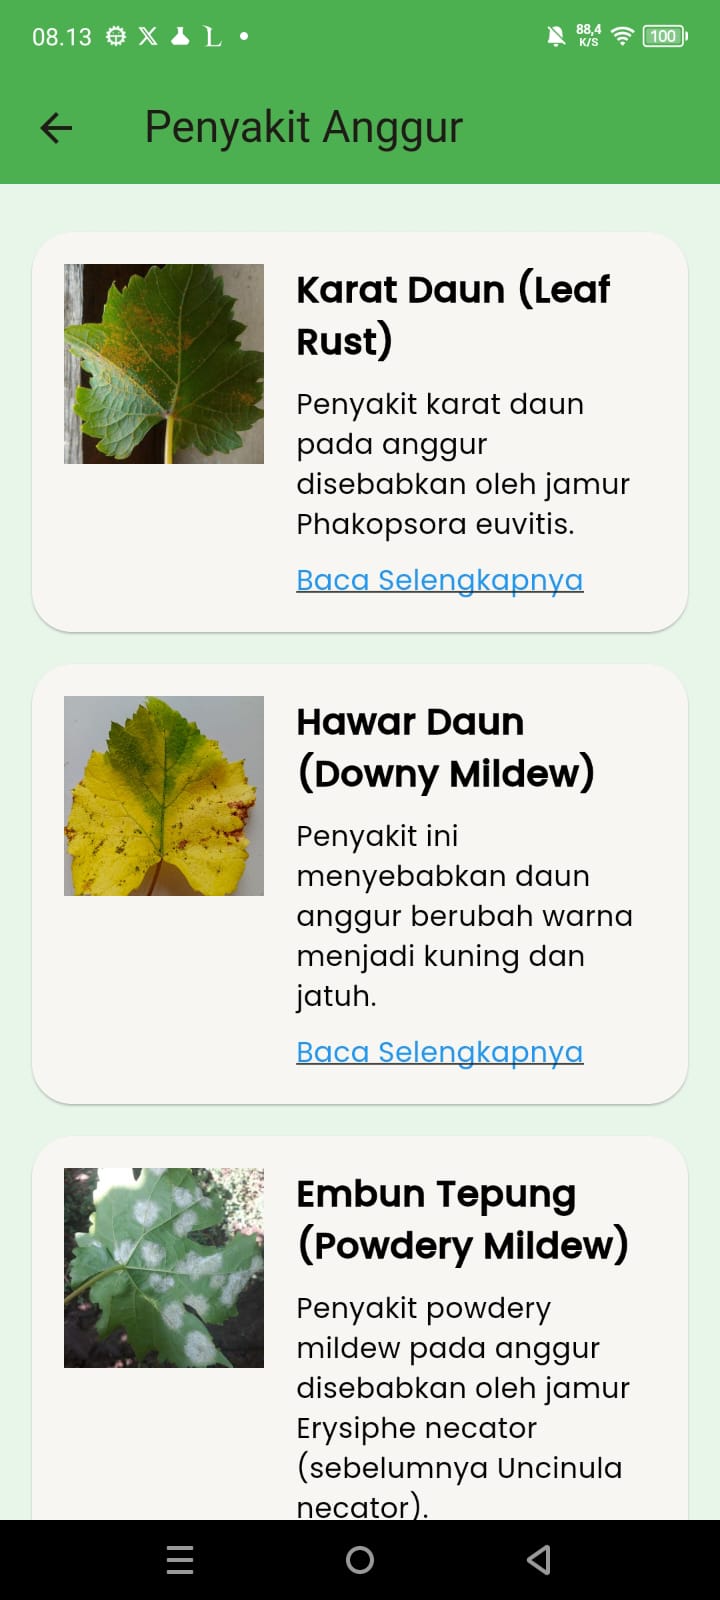 08.13
88,4
K/S
100
Penyakit Anggur
Karat Daun (Leaf
Rust)
Penyakit karat daun
pada anggur
disebabkan oleh jamur
Phakopsora euvitis.
Baca Selengkapnya
Hawar Daun
(Downy Mildew)
Penyakit ini
menyebabkan daun
anggur berubah warna
menjadi kuning dan
jatuh.
Baca Selengkapnya
Embun Tepung
(Powdery Mildew)
Penyakit powdery
mildew pada anggur
disebabkan oleh jamur
Erysiphe necator
(sebelumnya Uncinula
necator).